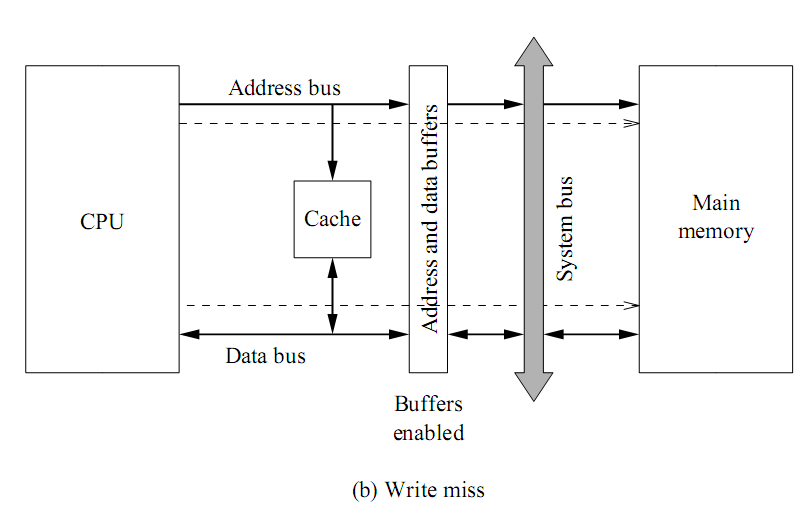 Address bus
CPU
Cache
Address and data buffers
System bus
Main
memory
Data bus
Buffers
enabled
(b) Write miss